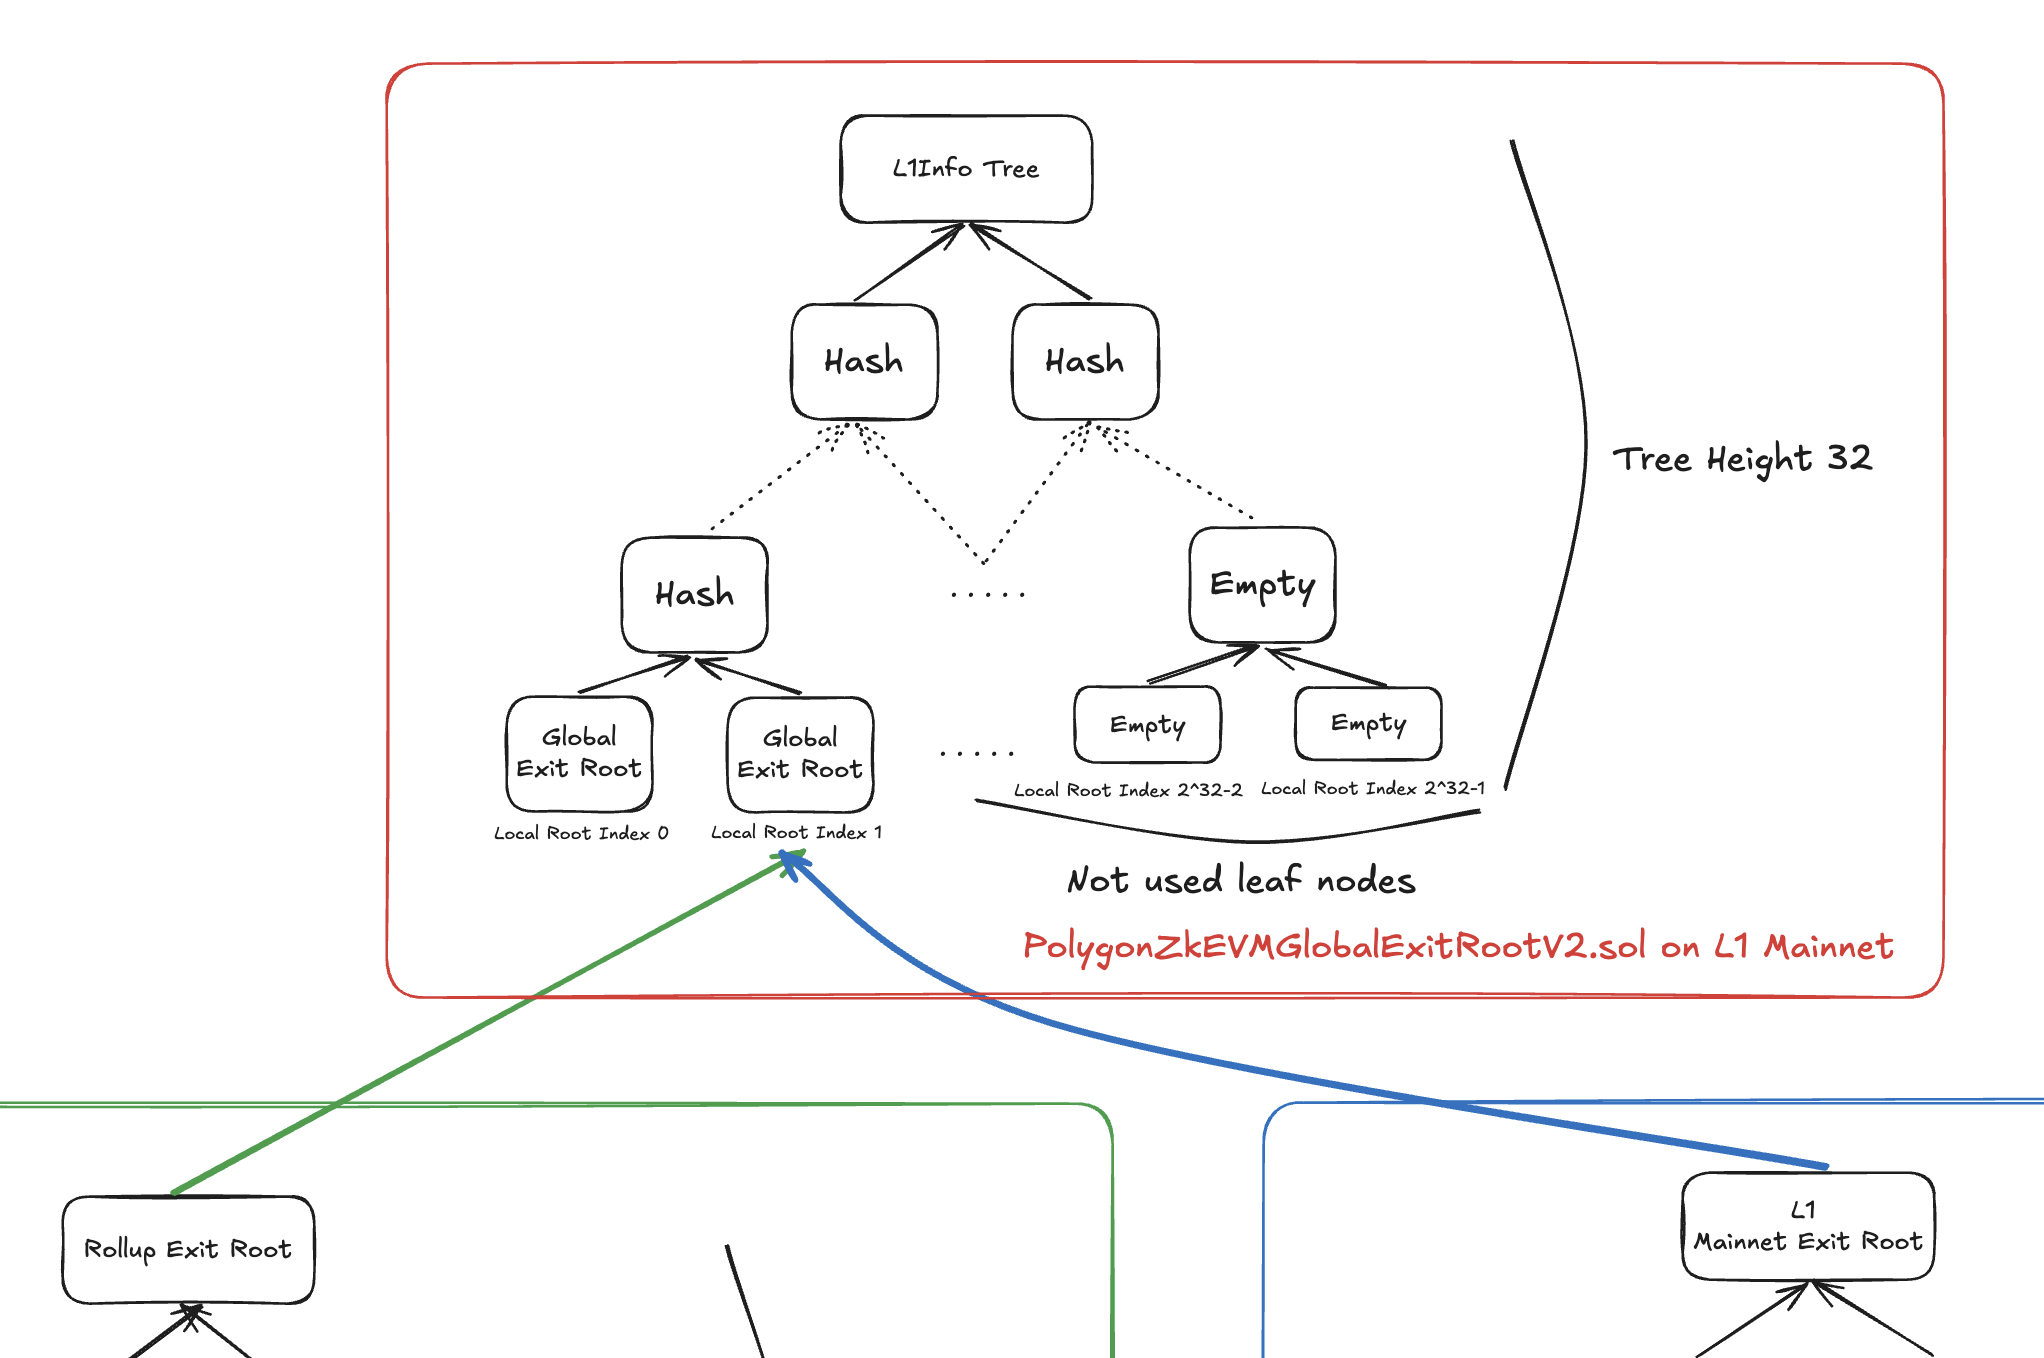 L1Info Tree
Hash
Hash
Tree Height 32
Hash
.....
Empty
Global
Exit Root
Global
Exit Root
.....
Empty
Empty
Local Root Index 0
Local Root Index 1
Local Root Index 2^32-2
Local Root Index 2^32-1
Not used leaf nodes
PolygonZkEVMGlobalExitRootV2.sol on L1 Mainnet
Rollup Exit Root
L1
Mainnet Exit Root